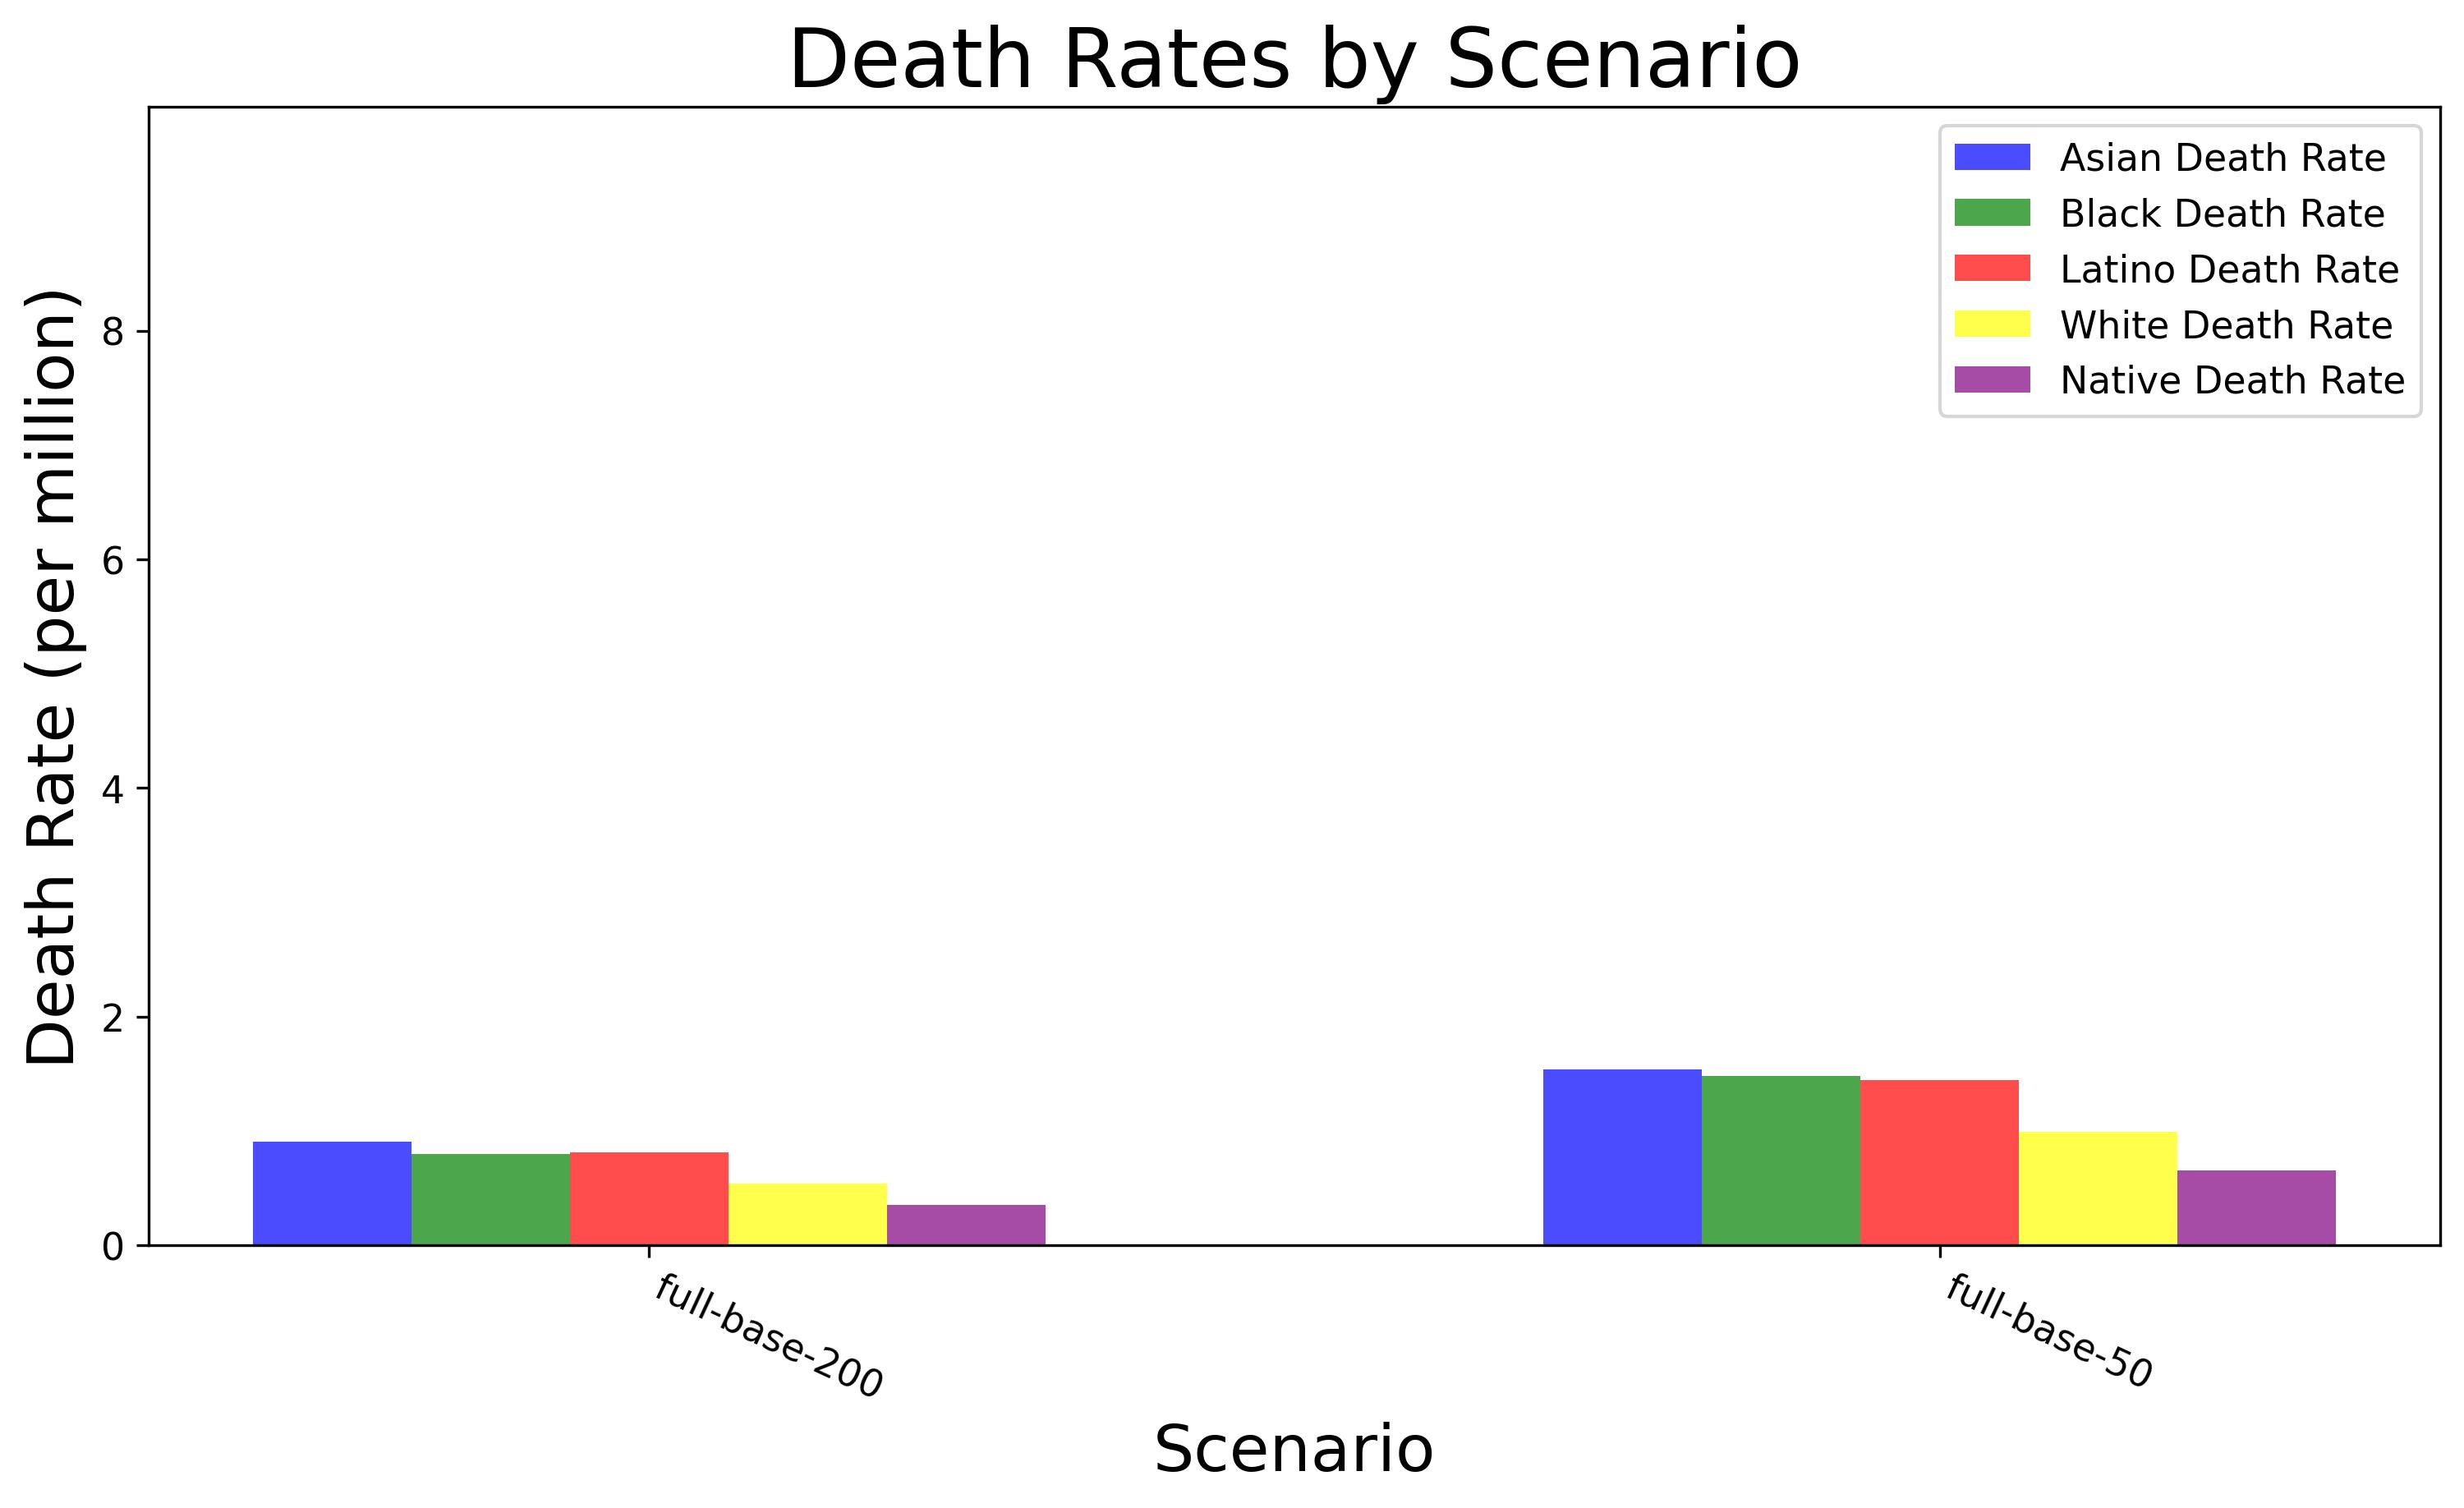 Death Rates by Scenario
Asian Death Rate
Black Death Rate
Latino Death Rate
White Death Rate
Native Death Rate
Death Rate (per million)
8
6
4
2
0
full-base-200
full-base-50
Scenario